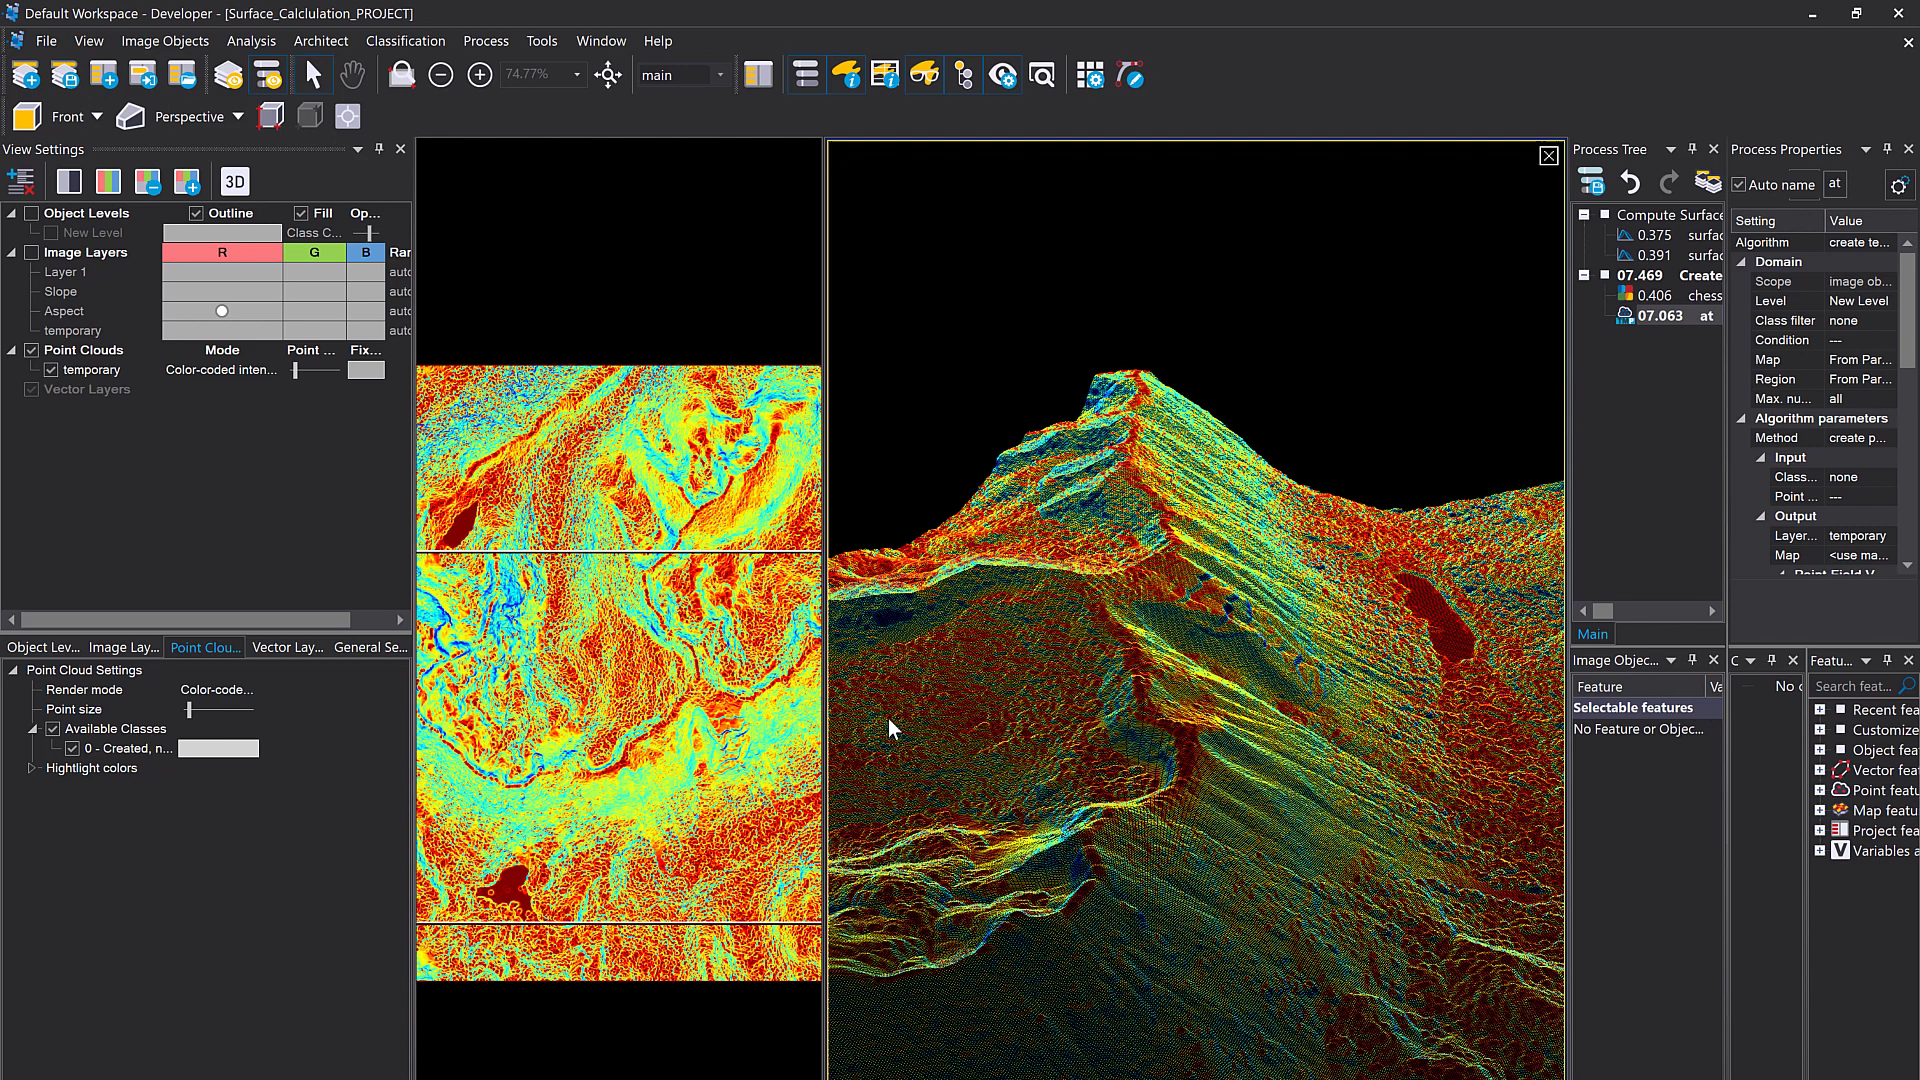 Default Workspace - Developer - [Surface_Calclulation_PROJECT]
File View Image Objects Analysis Architect Classification Process Tools Window Help
74.77% main
Front Perspective
View Settings
3D
Object Levels Outline Fill Op...
New Level Class C...
Image Layers R G B Ran
Layer 1 auto
Slope auto
Aspect auto
temporary auto
Point Clouds Mode Point ... Fix...
temporary Color-coded inten...
Vector Layers
Object Lev... Image Lay... Point Clou... Vector Lay... General Se...
Point Cloud Settings
Render mode Color-code...
Point size
Available Classes
0 - Created, n...
Hightlight colors
Process Tree
Compute Surface
0.375 surfac
0.391 surfac
07.469 Create
0.406 chess
07.063 at
Main
Process Properties
Auto name at
Setting Value
Algorithm create te...
Domain
Scope image ob...
Level New Level
Class filter none
Condition ---
Map From Par...
Region From Par...
Max. nu... all
Algorithm parameters
Method create p...
Input
Class... none
Point ... ---
Output
Layer... temporary
Map <use ma...
Image Objec...
Feature Va
Selectable features
No Feature or Objec...
C
No c
Featu...
Search feat...
Recent fea
Customize
Object fea
Vector feat
Point featu
Map featu
Project fea
Variables a